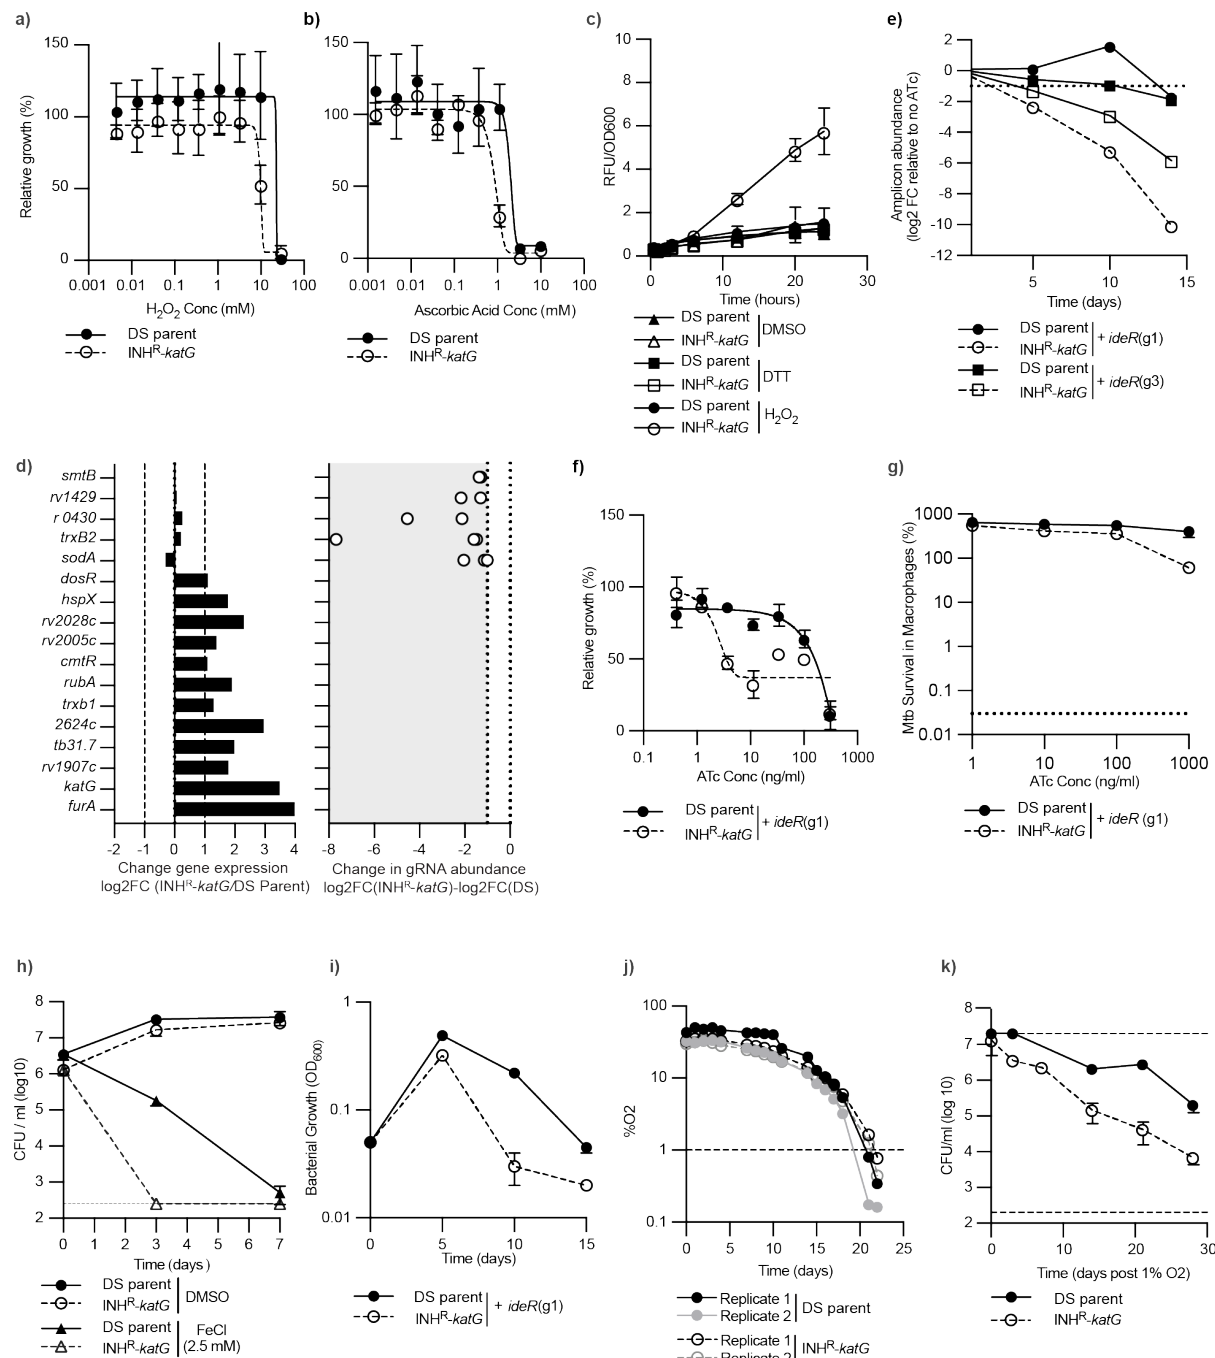 a)
150
100
50
0
Relative growth (%)
0.001 0.01 0.1 1 10 100
H2O2 Conc (mM)
DS parent
INHR-katG
b)
150
100
50
0
0.001 0.01 0.1 1 10 100
Ascorbic Acid Conc (mM)
DS parent
INHR-katG
c)
10
8
6
4
2
0
RFU/OD600
0 10 20 30
Time (hours)
DS parent
INHR-katG
DMSO
DS parent
INHR-katG
DTT
DS parent
INHR-katG
H2O2
e)
2
0
-2
-4
-6
-8
-10
-12
Amplicon abundance
(log2 FC relative to no ATc)
5 10 15
Time (days)
DS parent
INHR-katG
+ ideR(g1)
DS parent
INHR-katG
+ ideR(g3)
d)
smtB
rv1429
r 0430
trxB2
sodA
dosR
hspX
rv2028c
rv2005c
cmtR
rubA
trxb1
2624c
tb31.7
rv1907c
katG
furA
-2 -1 0 1 2 3 4
Change gene expression
log2FC (INHR-katG/DS Parent)
-8 -6 -4 -2 0
Change in gRNA abundance
log2FC(INHR-katG)-log2FC(DS)
f)
150
100
50
0
Relative growth (%)
0.1 1 10 100 1000
ATc Conc (ng/ml)
DS parent
INHR-katG
+ ideR(g1)
g)
1000
100
10
1
0.1
0.01
Mtb Survival in Macrophages (%)
1 10 100 1000
ATc Conc (ng/ml)
DS parent
INHR-katG
+ ideR (g1)
h)
8
7
6
5
4
3
2
CFU / ml (log10)
0 1 2 3 4 5 6 7
Time (days)
DS parent
INHR-katG
DMSO
DS parent
INHR-katG
FeCl
(2.5 mM)
i)
1
0.1
0.01
Bacterial Growth (OD600)
0 5 10 15
Time (days)
DS parent
INHR-katG
+ ideR(g1)
j)
100
10
1
0.1
%O2
0 5 10 15 20 25
Time (days)
Replicate 1
Replicate 2
DS parent
Replicate 1
Replicate 2
INHR-katG
k)
8
7
6
5
4
3
2
CFU/ml (log 10)
0 10 20 30
Time (days post 1% O2)
DS parent
INHR-katG